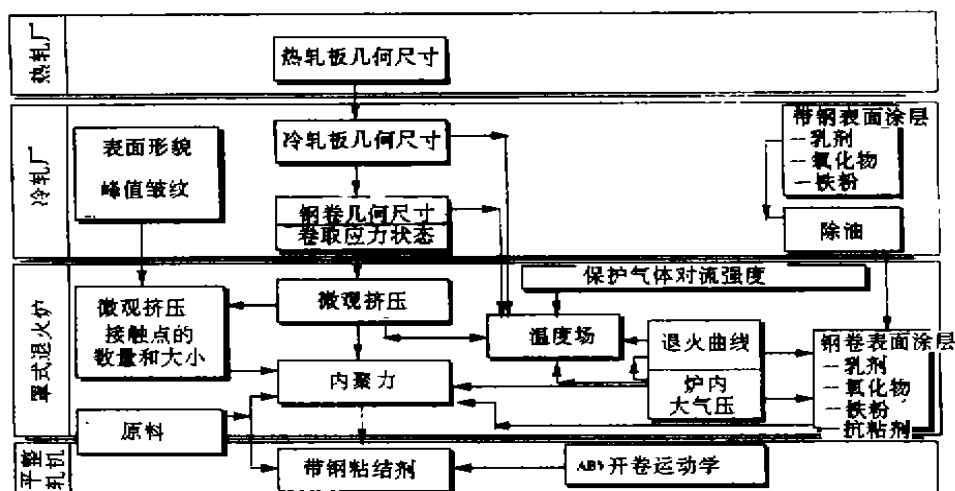 热轧厂
热轧板几何尺寸
冷轧厂
表面形貌
峰值皱纹
冷轧板几何尺寸
钢卷几何尺寸
卷取应力状态
带钢表面涂层
—乳剂
—氧化物
—铁粉
除油
罩式退火炉
保护气体对流强度
微观挤压
接触点的
数量和大小
微观挤压
温度场
退火曲线
炉内
大气压
钢卷表面涂层
—乳剂
—氧化物
—铁粉
—抗粘剂
内聚力
原料
平整
轧机
带钢粘结剂
开卷运动学